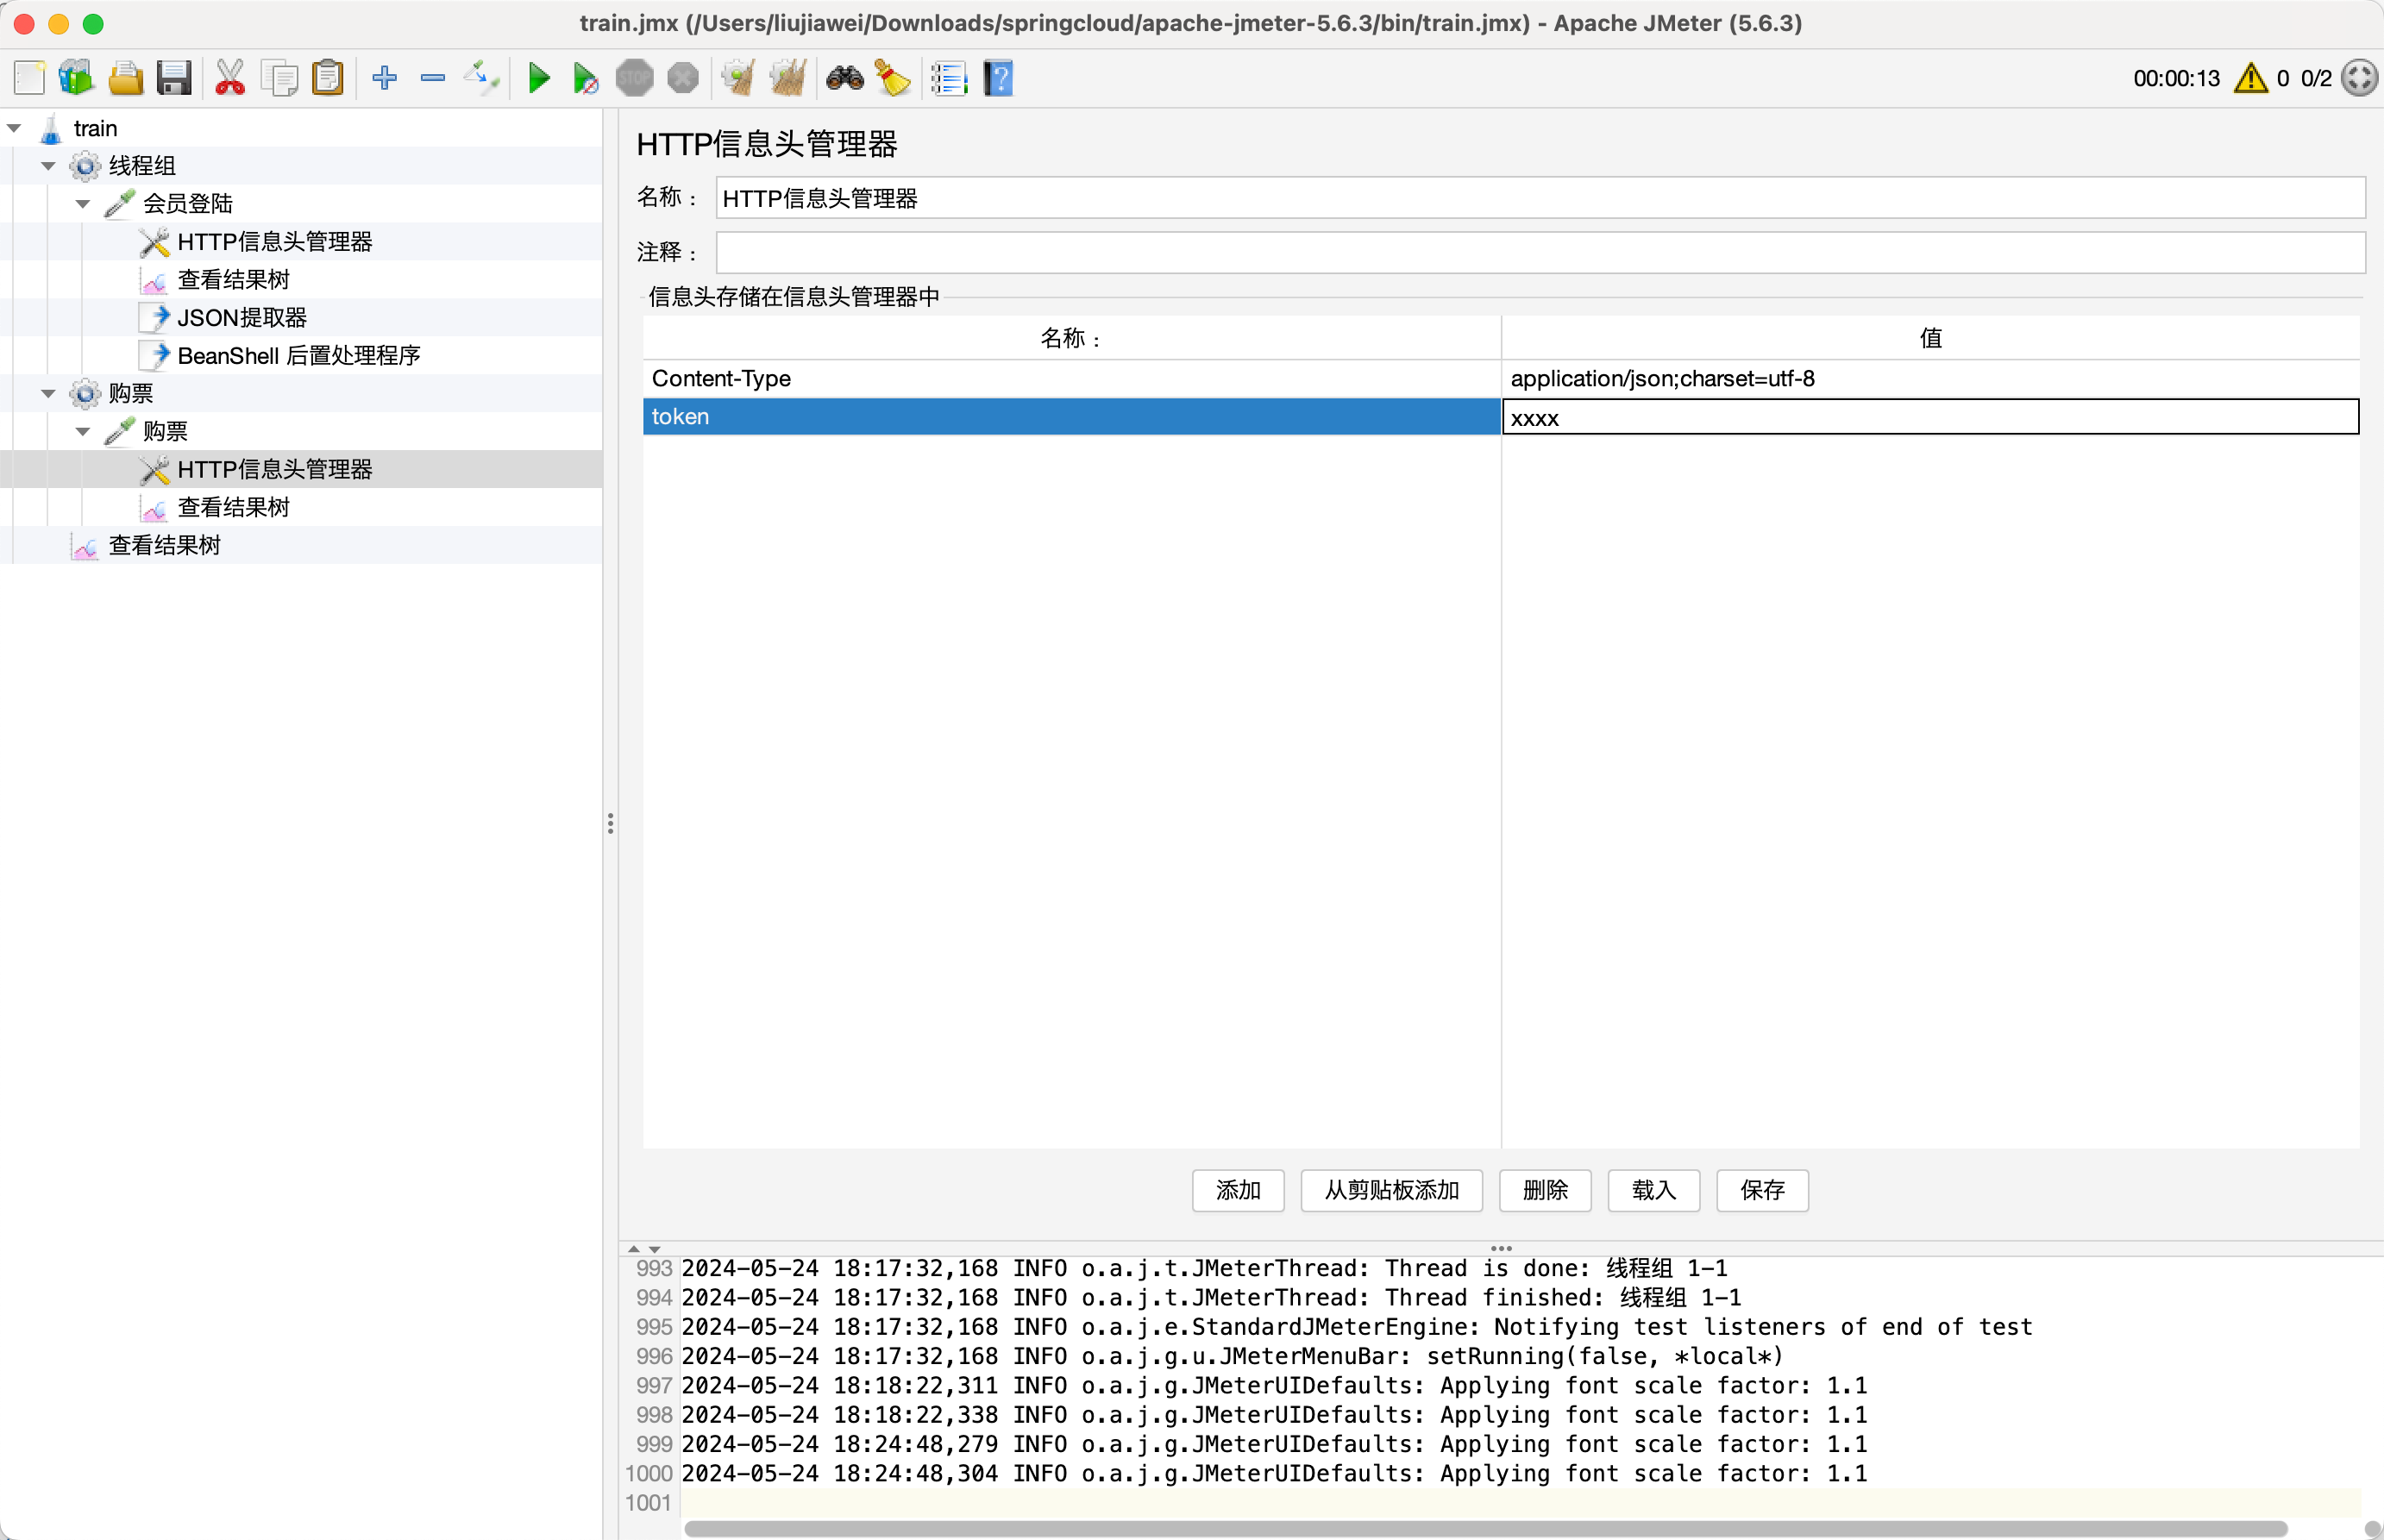 train.jmx (/Users/liujiawei/Downloads/springcloud/apache-jmeter-5.6.3/bin/train.jmx) - Apache JMeter (5.6.3)
STOP
00:00:13 0 0/2
train
线程组
会员登陆
HTTP信息头管理器
查看结果树
JSON提取器
BeanShell 后置处理程序
购票
购票
HTTP信息头管理器
查看结果树
查看结果树
HTTP信息头管理器
名称： HTTP信息头管理器
注释：
信息头存储在信息头管理器中
名称： 值
Content-Type application/json;charset=utf-8
token xxxx
添加 从剪贴板添加 删除 载入 保存
993 2024-05-24 18:17:32,168 INFO o.a.j.t.JMeterThread: Thread is done: 线程组 1-1
994 2024-05-24 18:17:32,168 INFO o.a.j.t.JMeterThread: Thread finished: 线程组 1-1
995 2024-05-24 18:17:32,168 INFO o.a.j.e.StandardJMeterEngine: Notifying test listeners of end of test
996 2024-05-24 18:17:32,168 INFO o.a.j.g.u.JMeterMenuBar: setRunning(false, *local*)
997 2024-05-24 18:18:22,311 INFO o.a.j.g.JMeterUIDefaults: Applying font scale factor: 1.1
998 2024-05-24 18:18:22,338 INFO o.a.j.g.JMeterUIDefaults: Applying font scale factor: 1.1
999 2024-05-24 18:24:48,279 INFO o.a.j.g.JMeterUIDefaults: Applying font scale factor: 1.1
1000 2024-05-24 18:24:48,304 INFO o.a.j.g.JMeterUIDefaults: Applying font scale factor: 1.1
1001